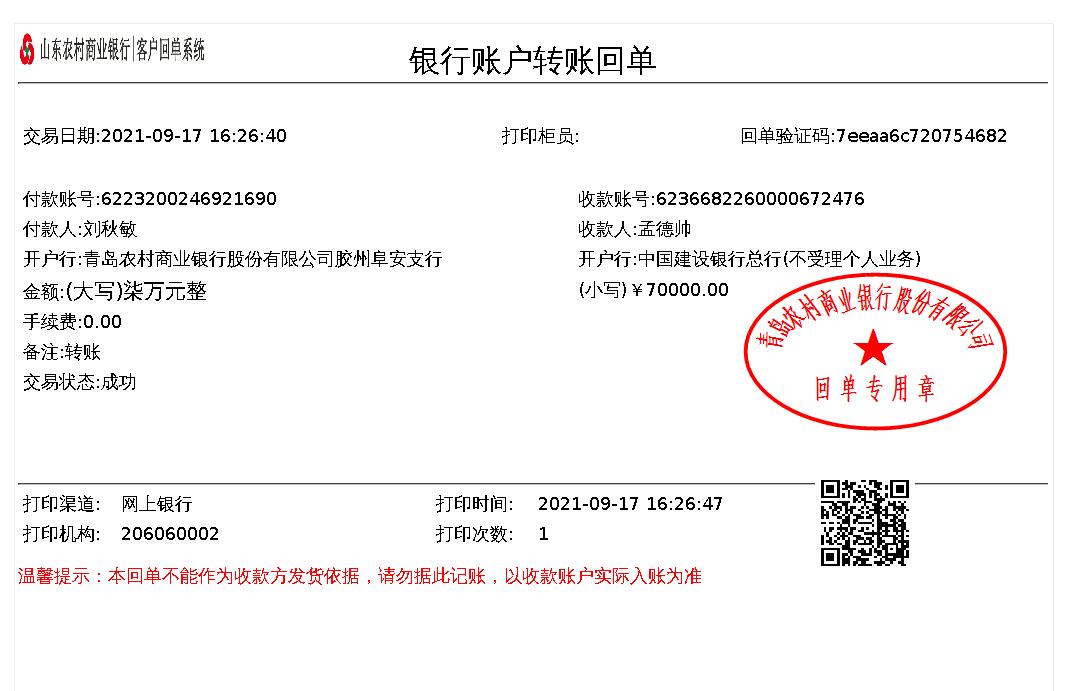 山东农村商业银行|客户回单系统
银行账户转账回单
交易日期:2021-09-17 16:26:40 打印柜员: 回单验证码:7eeaa6c720754682
付款账号:6223200246921690 收款账号:6236682260000672476
付款人:刘秋敏 收款人:孟德帅
开户行:青岛农村商业银行股份有限公司胶州阜安支行 开户行:中国建设银行总行(不受理个人业务)
金额:(大写)柒万元整 (小写)￥70000.00
手续费:0.00
备注:转账
交易状态:成功
青岛农村商业银行股份有限公司
回单专用章
打印渠道: 网上银行 打印时间: 2021-09-17 16:26:47
打印机构: 206060002 打印次数: 1
温馨提示：本回单不能作为收款方发货依据，请勿据此记账，以收款账户实际入账为准